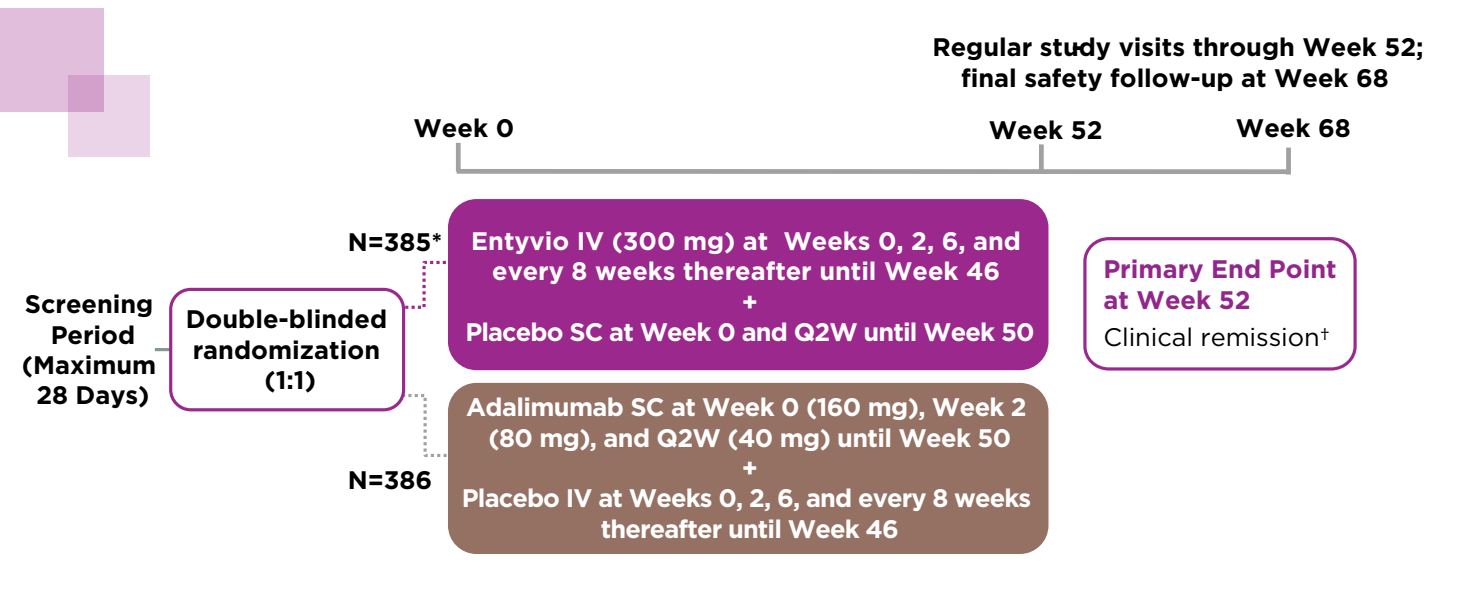 Regular study visits through Week 52;
final safety follow-up at Week 68
Week 0
Week 52
Week 68
Screening
Period
(Maximum
28 Days)
Double-blinded
randomization
(1:1)
N=385*
Entyvio IV (300 mg) at Weeks 0, 2, 6, and
every 8 weeks thereafter until Week 46
+
Placebo SC at Week 0 and Q2W until Week 50
N=386
Adalimumab SC at Week 0 (160 mg), Week 2
(80 mg), and Q2W (40 mg) until Week 50
+
Placebo IV at Weeks 0, 2, 6, and every 8 weeks
thereafter until Week 46
Primary End Point
at Week 52
Clinical remission†